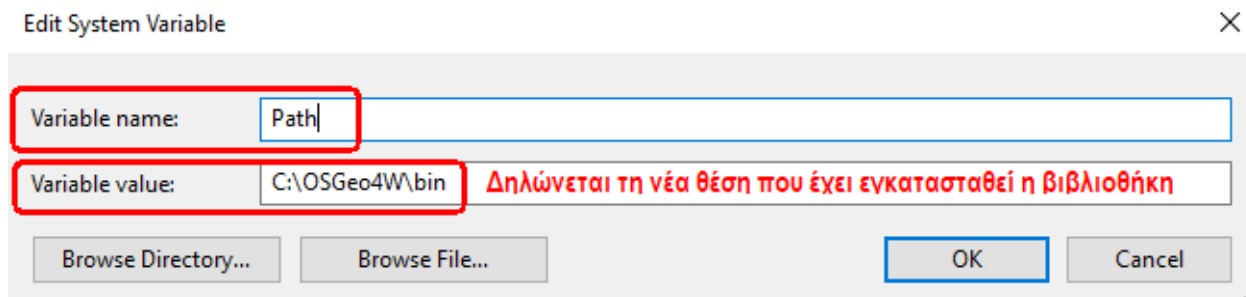 Edit System Variable
Variable name: Path
Variable value: C:\OSGeo4W\bin Δηλώνεται τη νέα θέση που έχει εγκατασταθεί η βιβλιοθήκη
Browse Directory... Browse File... OK Cancel